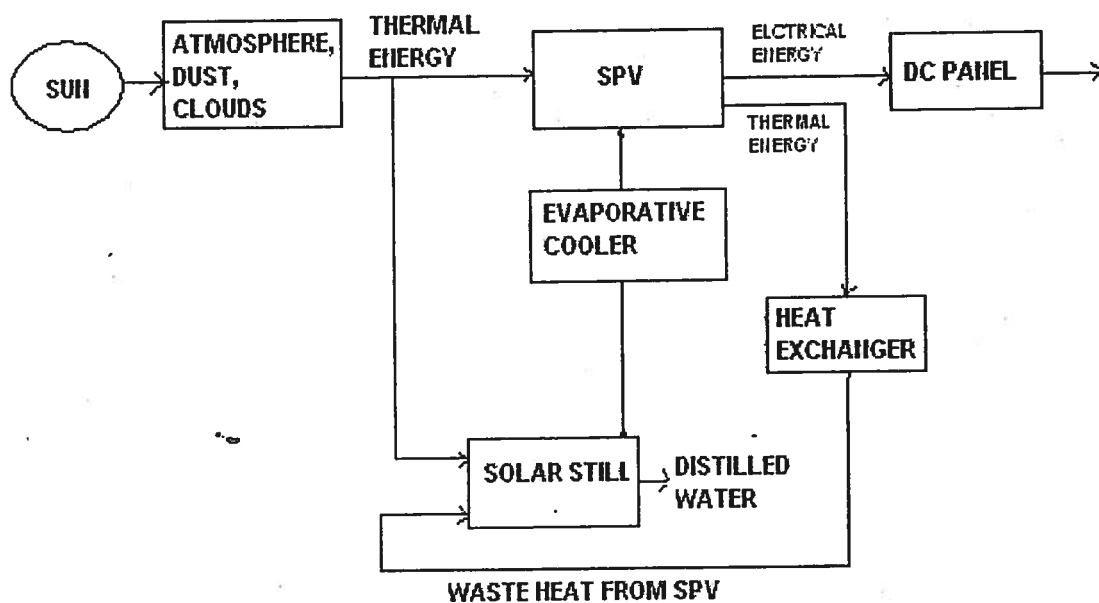 SUN
ATMOSPHERE,
DUST,
CLOUDS
THERMAL
ENERGY
SPV
ELCTRICAL
ENERGY
DC PANEL
THERMAL
ENERGY
EVAPORATIVE
COOLER
HEAT
EXCHANGER
SOLAR STILL
DISTILLED
WATER
WASTE HEAT FROM SPV